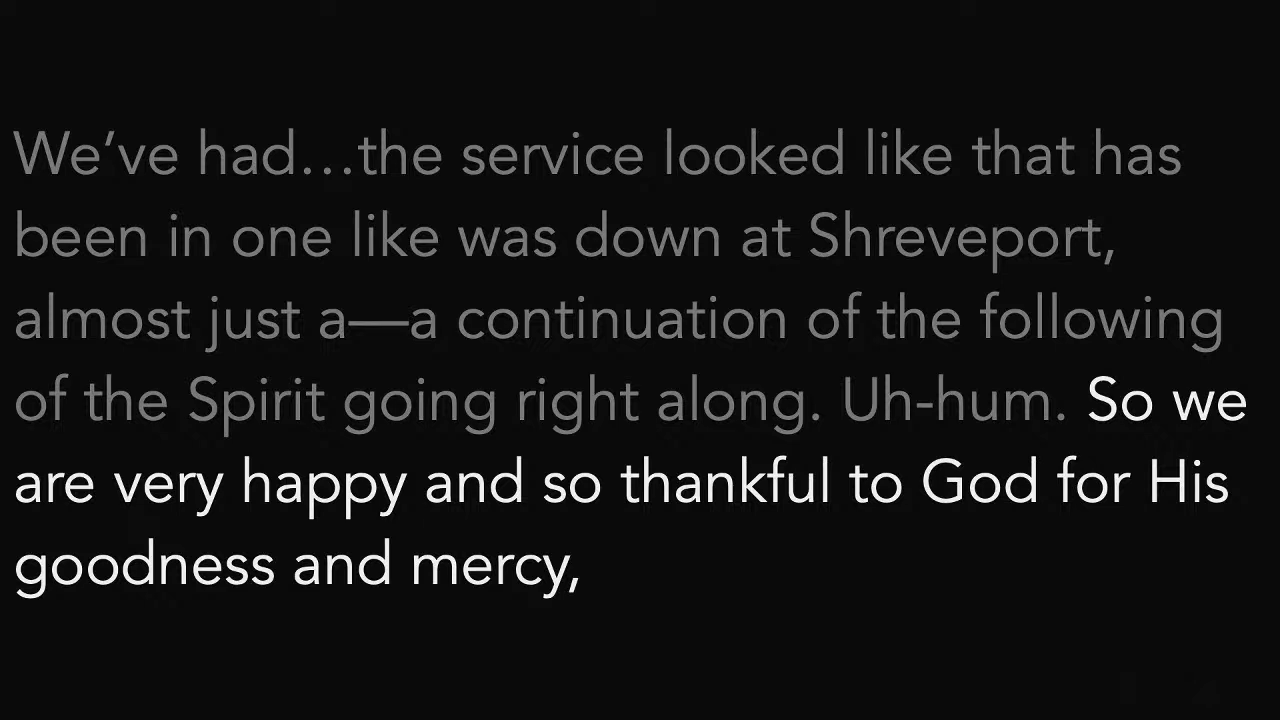 We’ve had…the service looked like that has
been in one like was down at Shreveport,
almost just a—a continuation of the following
of the Spirit going right along. Uh-hum. So we
are very happy and so thankful to God for His
goodness and mercy,